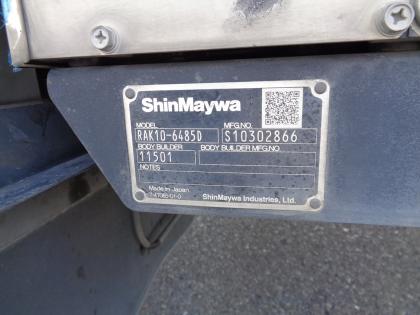 ShinMaywa
MODEL MFG.NO.
RAK10-6485D S10302866
BODY BUILDER BODY BUILDER MFG.NO.
11501
NOTES
Made in Japan
ShinMaywa Industries, Ltd.